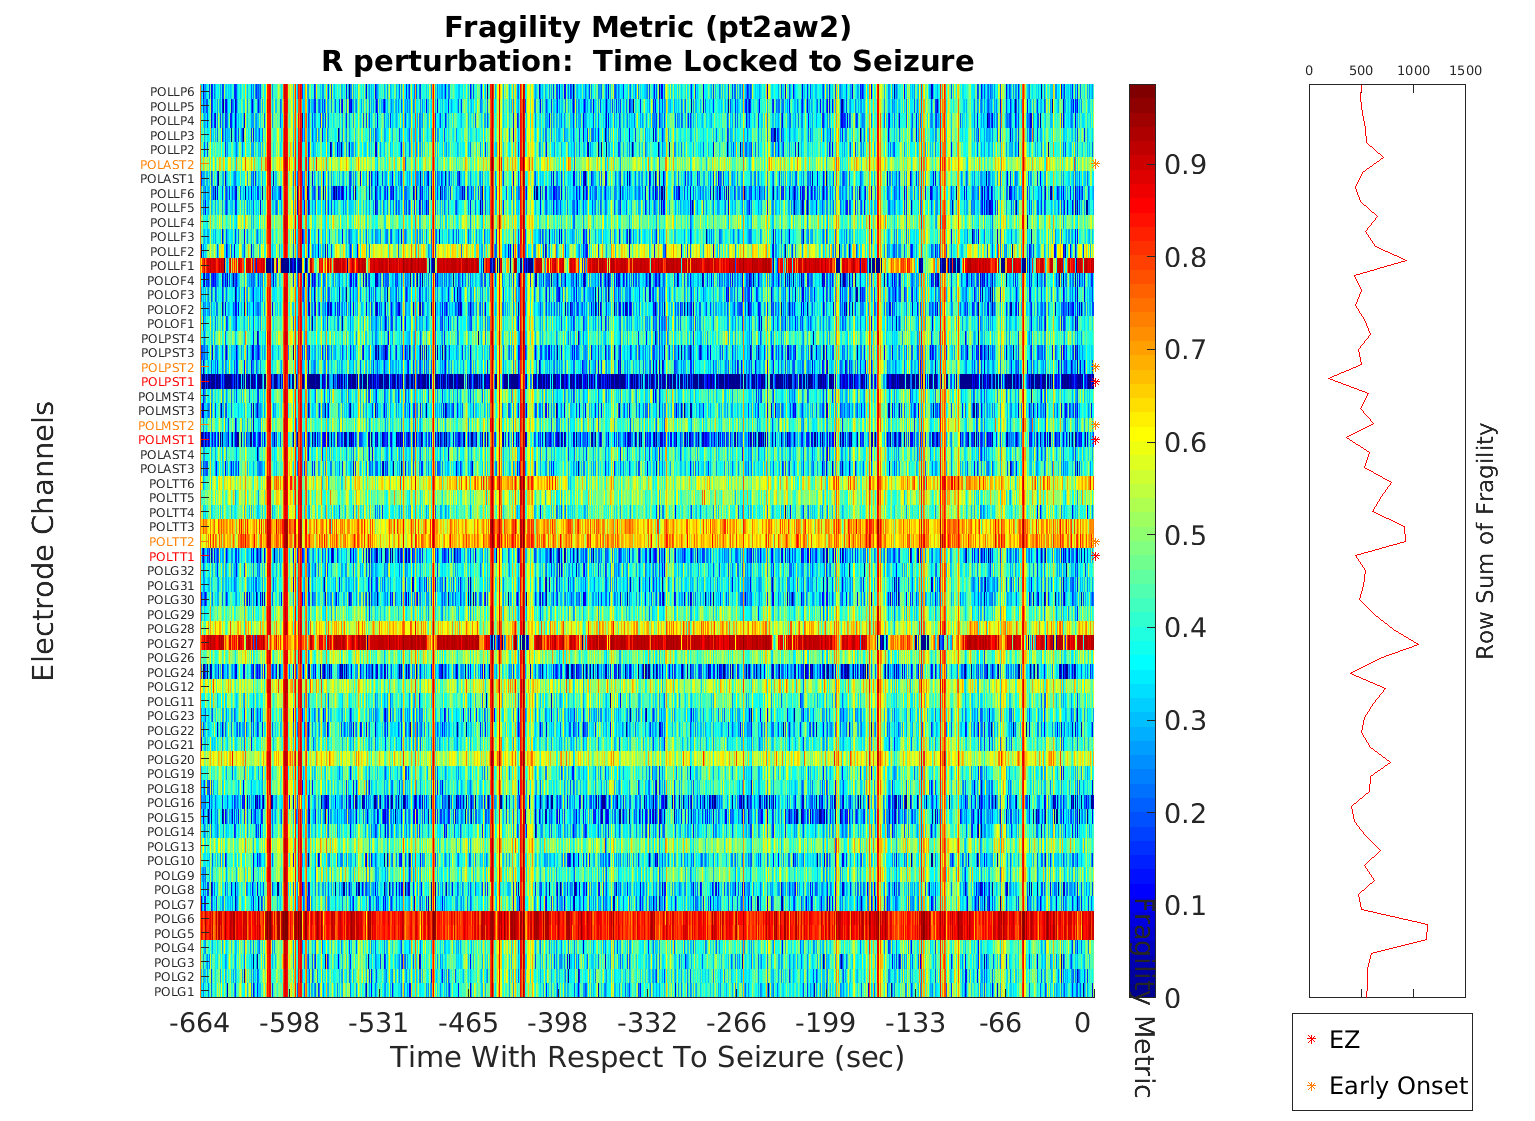 Fragility Metric (pt2aw2)
R perturbation:  Time Locked to Seizure
Electrode Channels
POLLP6
POLLP5
POLLP4
POLLP3
POLLP2
POLAST2
POLAST1
POLLF6
POLLF5
POLLF4
POLLF3
POLLF2
POLLF1
POLOF4
POLOF3
POLOF2
POLOF1
POLPST4
POLPST3
POLPST2
POLPST1
POLMST4
POLMST3
POLMST2
POLMST1
POLAST4
POLAST3
POLTT6
POLTT5
POLTT4
POLTT3
POLTT2
POLTT1
POLG32
POLG31
POLG30
POLG29
POLG28
POLG27
POLG26
POLG24
POLG12
POLG11
POLG23
POLG22
POLG21
POLG20
POLG19
POLG18
POLG16
POLG15
POLG14
POLG13
POLG10
POLG9
POLG8
POLG7
POLG6
POLG5
POLG4
POLG3
POLG2
POLG1
-664 -598 -531 -465 -398 -332 -266 -199 -133 -66 0
Time With Respect To Seizure (sec)
0.9
0.8
0.7
0.6
0.5
0.4
0.3
0.2
0.1
0
Fragility Metric
0 500 1000 1500
Row Sum of Fragility
EZ
Early Onset